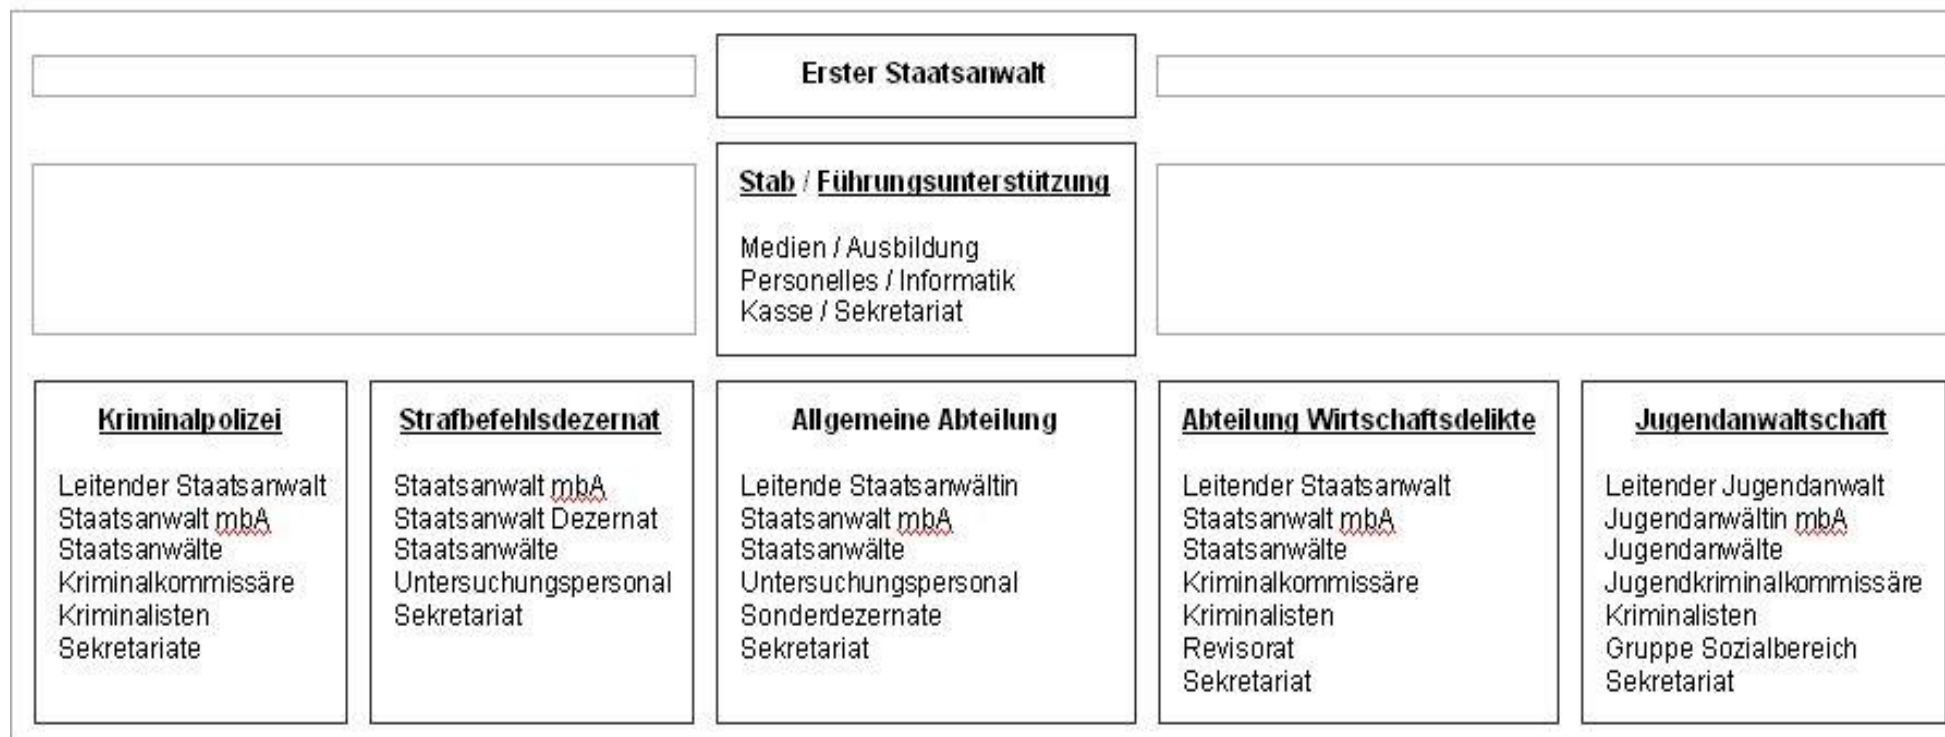 Erster Staatsanwalt
Stab / Führungsunterstützung
Medien / Ausbildung
Personelles / Informatik
Kasse / Sekretariat
Kriminalpolizei
Leitender Staatsanwalt
Staatsanwalt mbA
Staatsanwälte
Kriminalkommissäre
Kriminalisten
Sekretariate
Strafbefehlsdezernat
Staatsanwalt mbA
Staatsanwalt Dezernat
Staatsanwälte
Untersuchungspersonal
Sekretariat
Allgemeine Abteilung
Leitende Staatsanwältin
Staatsanwalt mbA
Staatsanwälte
Untersuchungspersonal
Sonderdezernate
Sekretariat
Abteilung Wirtschaftsdelikte
Leitender Staatsanwalt
Staatsanwalt mbA
Staatsanwälte
Kriminalkommissäre
Kriminalisten
Revisorat
Sekretariat
Jugendanwaltschaft
Leitender Jugendanwalt
Jugendanwältin mbA
Jugendanwälte
Jugendkriminalkommissäre
Kriminalisten
Gruppe Sozialbereich
Sekretariat